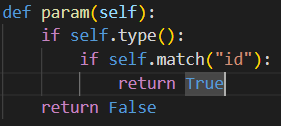 def param(self):
    if self.type():
        if self.match("id"):
            return True
    return False